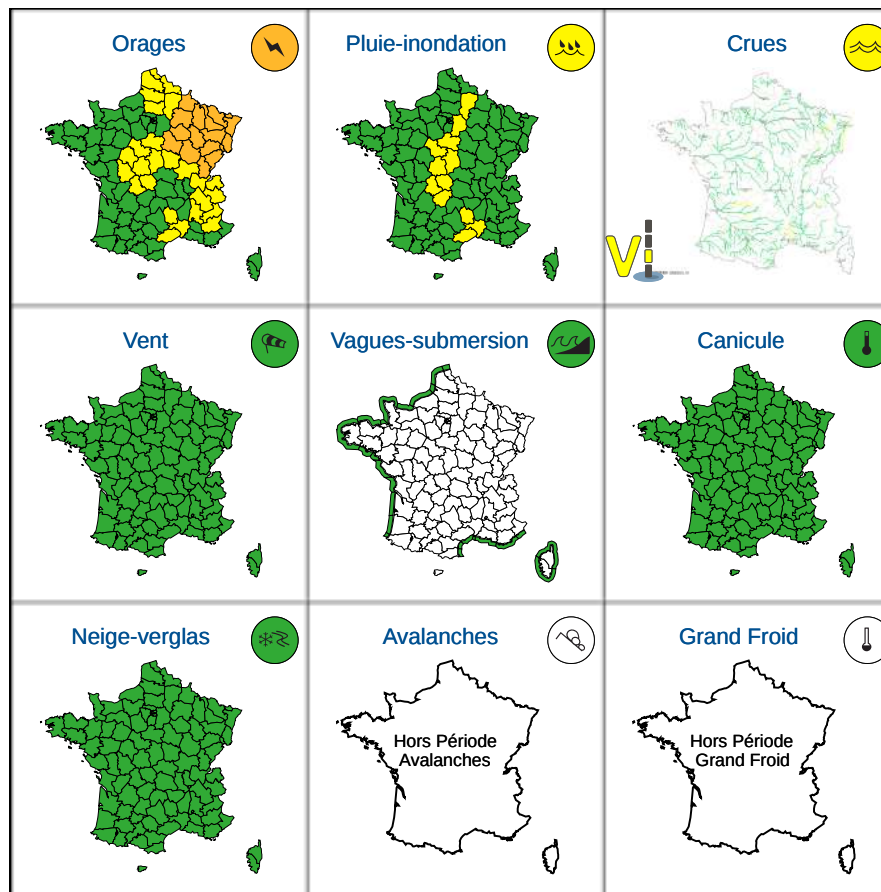 Orages
Pluie-inondation
Crues
Vent
Vagues-submersion
Canicule
Neige-verglas
Avalanches
Grand Froid
Hors Période
Avalanches
Hors Période
Grand Froid